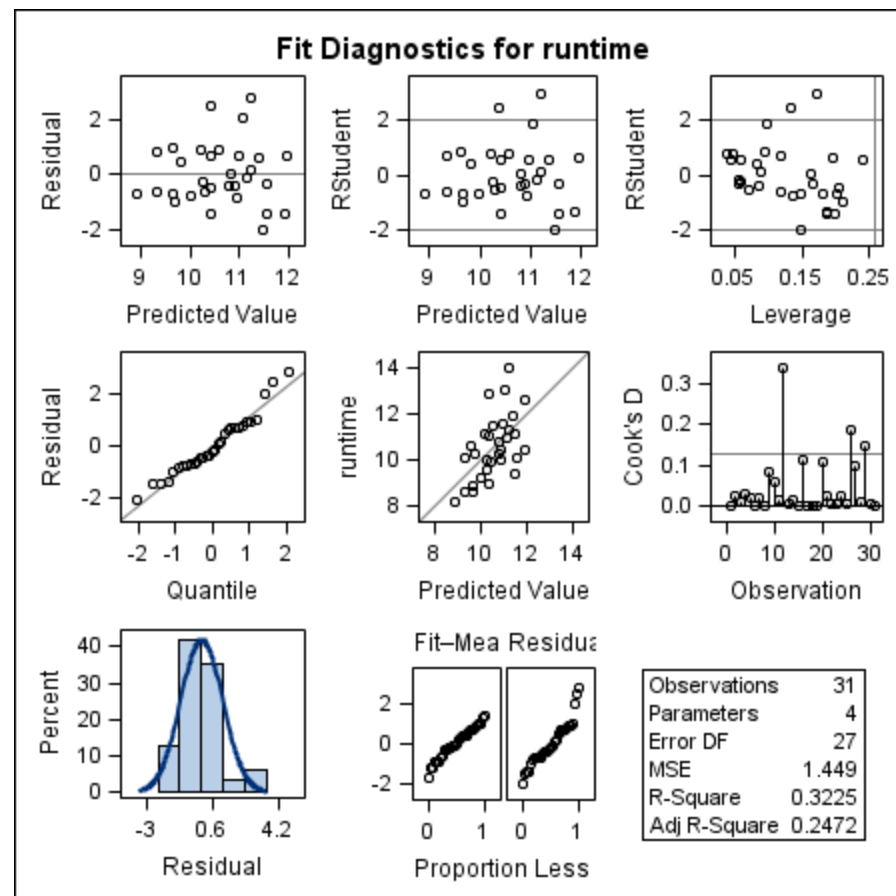 Fit Diagnostics for runtime
Residual
2
0
-2
9 10 11 12
Predicted Value
RStudent
2
0
-2
9 10 11 12
Predicted Value
RStudent
2
0
-2
0.05 0.15 0.25
Leverage
Residual
2
0
-2
-2 -1 0 1 2
Quantile
runtime
14
12
10
8
8 10 12 14
Predicted Value
Cook's D
0.3
0.2
0.1
0.0
0 10 20 30
Observation
Percent
40
30
20
10
0
-3 0.6 4.2
Residual
Fit–Mea Residua
2
0
-2
0 1 0 1
Proportion Less
Observations 31
Parameters 4
Error DF 27
MSE 1.449
R-Square 0.3225
Adj R-Square 0.2472